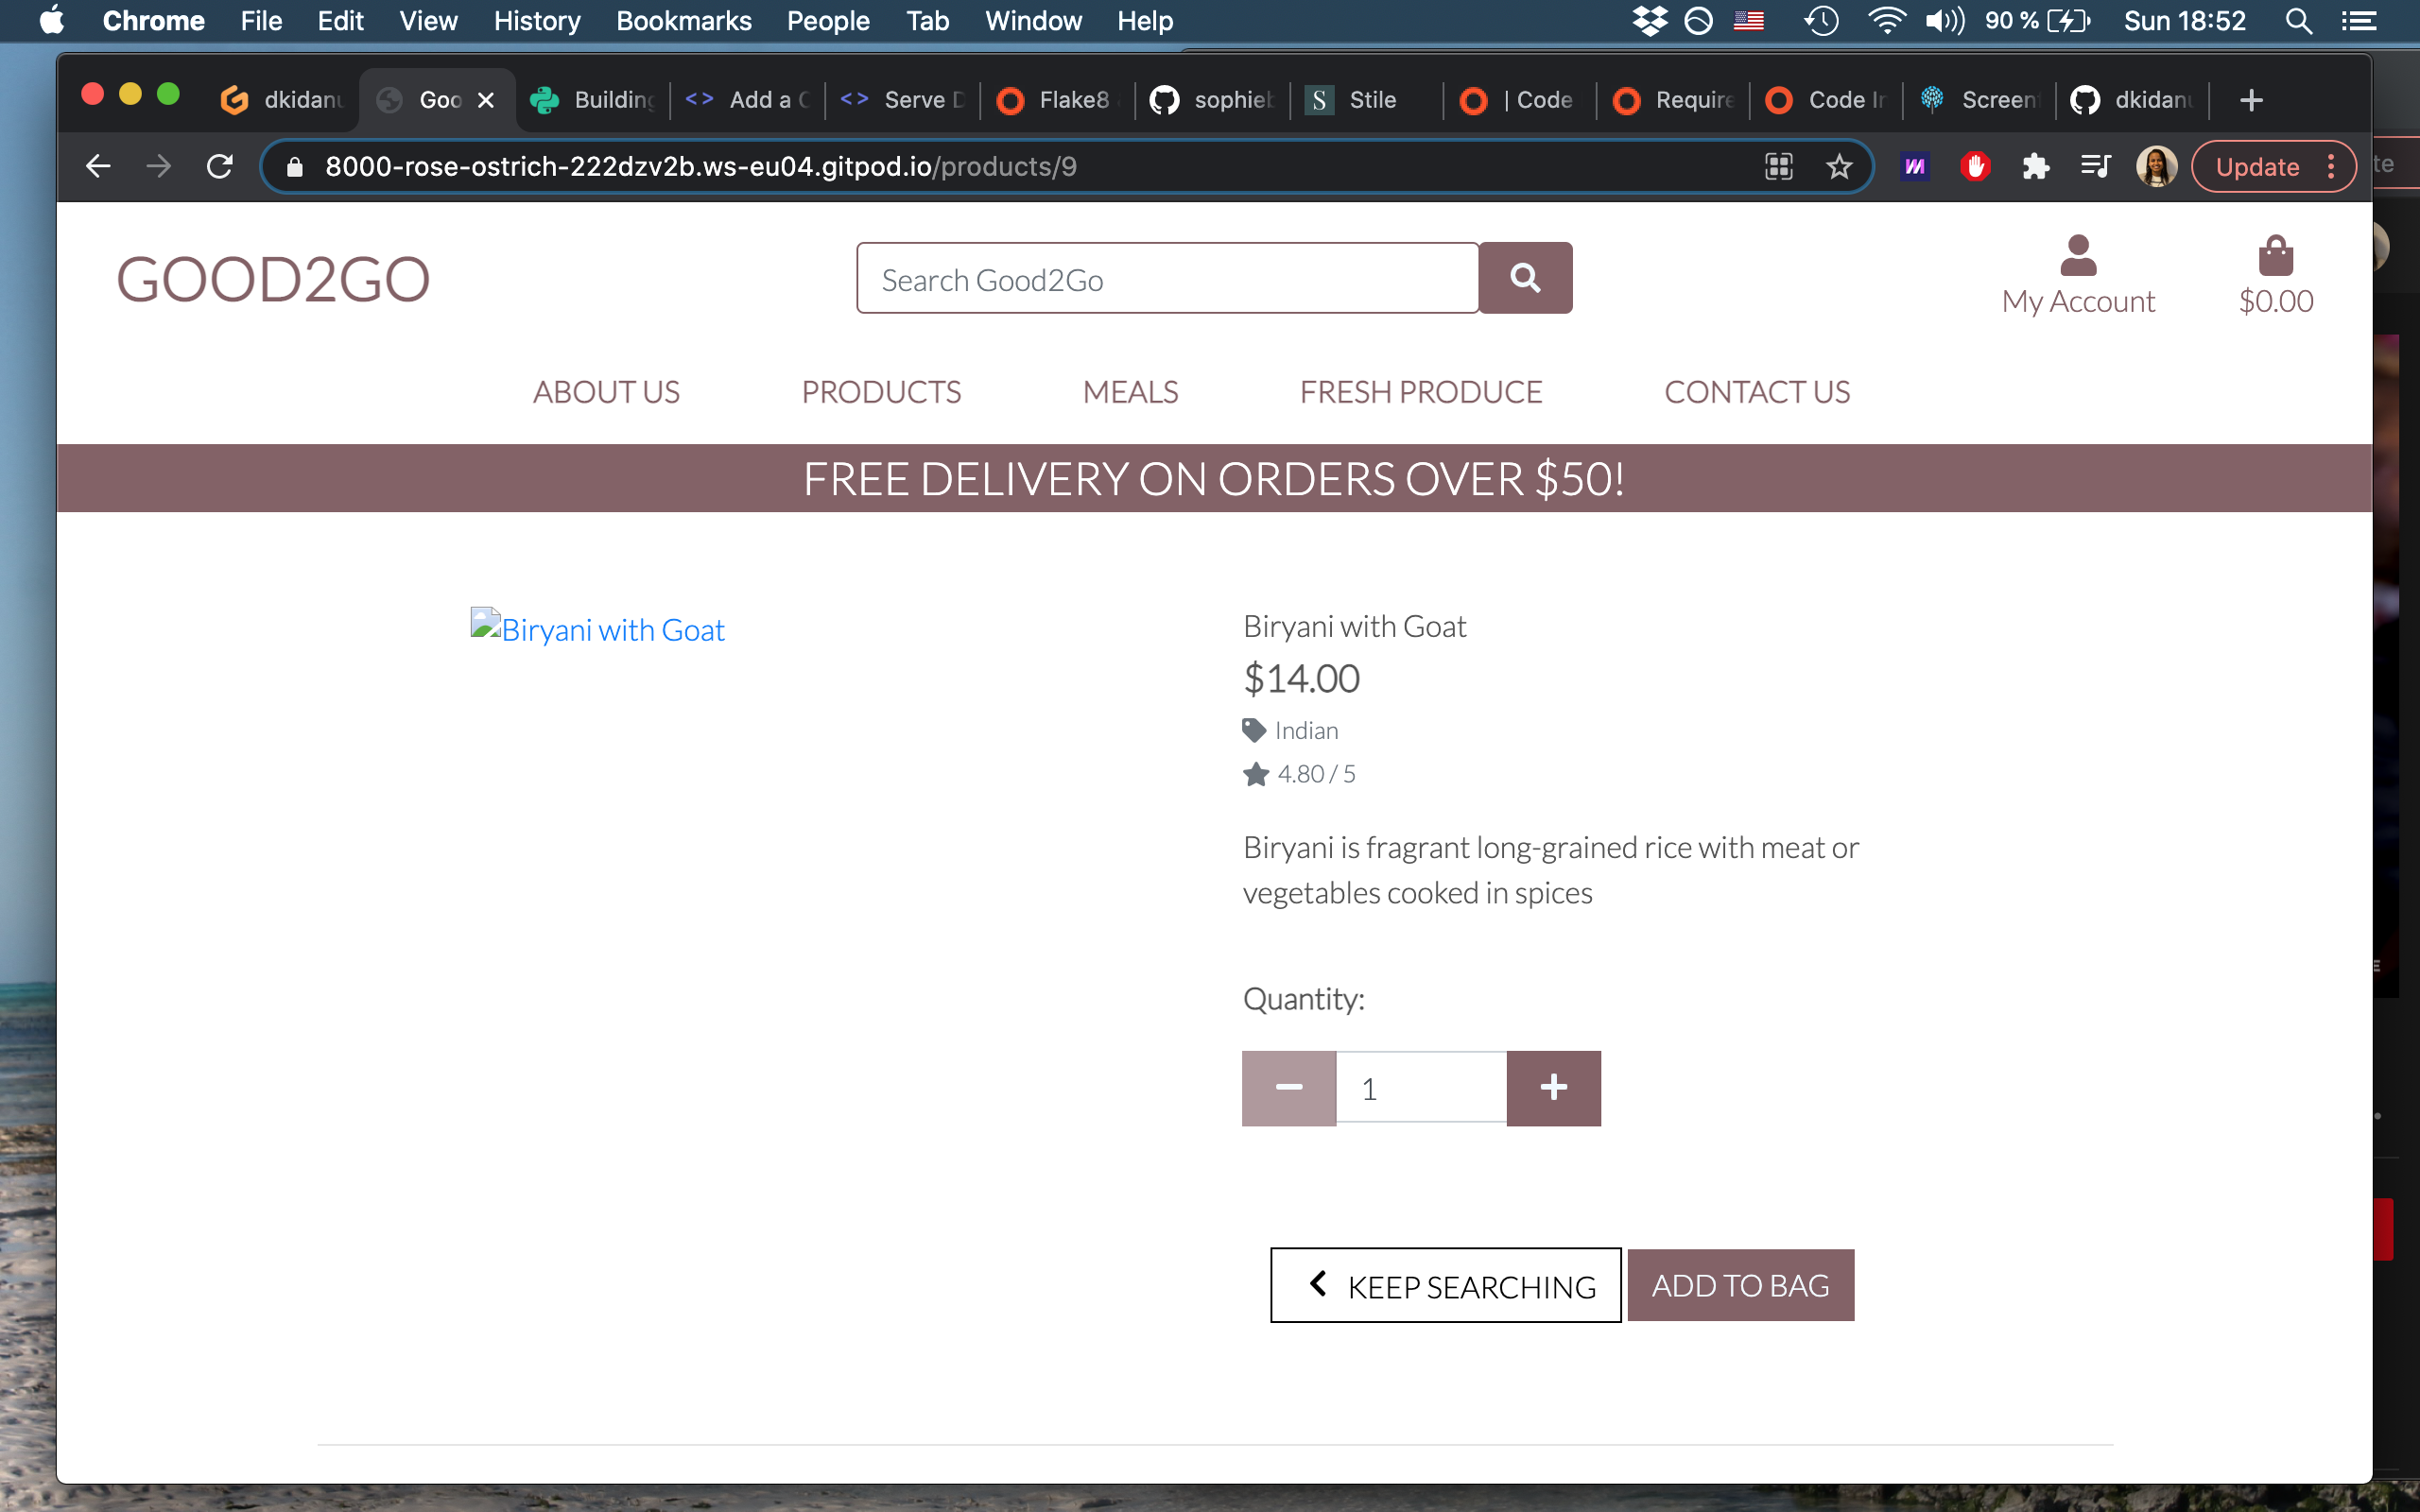 Chrome File Edit View History Bookmarks People Tab Window Help 90 % Sun 18:52
dkidanu Goo Building Add a C Serve D Flake8 sophieb S Stile | Code Require Code In Screen dkidanu
8000-rose-ostrich-222dzv2b.ws-eu04.gitpod.io/products/9 Update
te
GOOD2GO
Search Good2Go
My Account
$0.00
ABOUT US PRODUCTS MEALS FRESH PRODUCE CONTACT US
FREE DELIVERY ON ORDERS OVER $50!
Biryani with Goat
Biryani with Goat
$14.00
Indian
4.80 / 5
Biryani is fragrant long-grained rice with meat or
vegetables cooked in spices
E
Quantity:
1
KEEP SEARCHING
ADD TO BAG